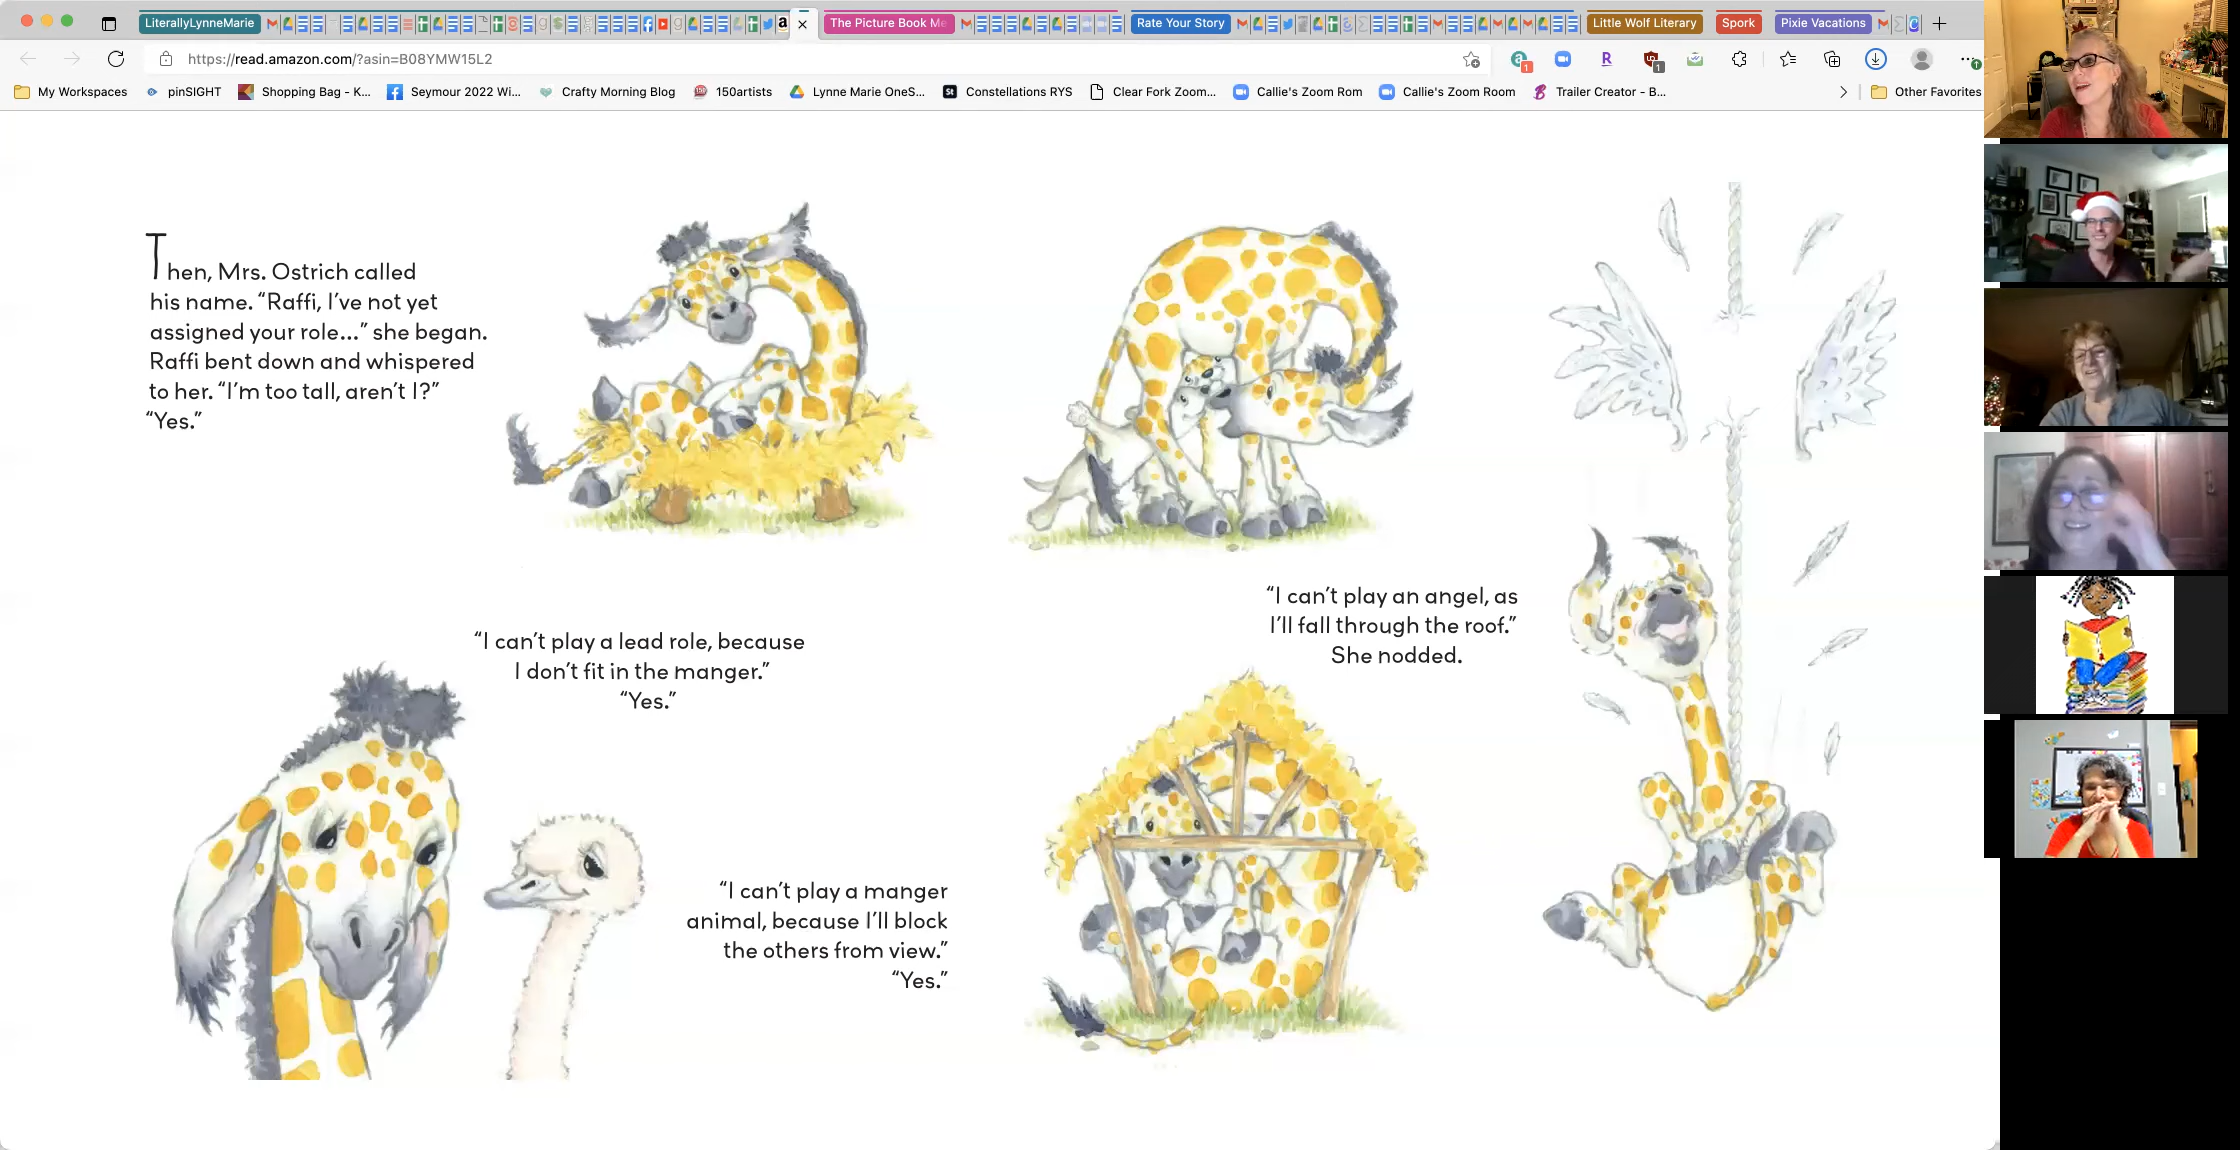 LiterallyLynneMarie
The Picture Book Me
Rate Your Story
Little Wolf Literary
Spork
Pixie Vacations
https://read.amazon.com/?asin=B08YMW15L2
My Workspaces
pinSIGHT
Shopping Bag - K...
Seymour 2022 Wi...
Crafty Morning Blog
150artists
Lynne Marie OneS...
Constellations RYS
Clear Fork Zoom...
Callie's Zoom Rom
Callie's Zoom Room
Trailer Creator - B...
Other Favorites
Then, Mrs. Ostrich called
his name. “Raffi, I’ve not yet
assigned your role...” she began.
Raffi bent down and whispered
to her. “I’m too tall, aren’t I?”
“Yes.”
“I can’t play a lead role, because
I don’t fit in the manger.”
“Yes.”
“I can’t play a manger
animal, because I’ll block
the others from view.”
“Yes.”
“I can’t play an angel, as
I’ll fall through the roof.”
She nodded.